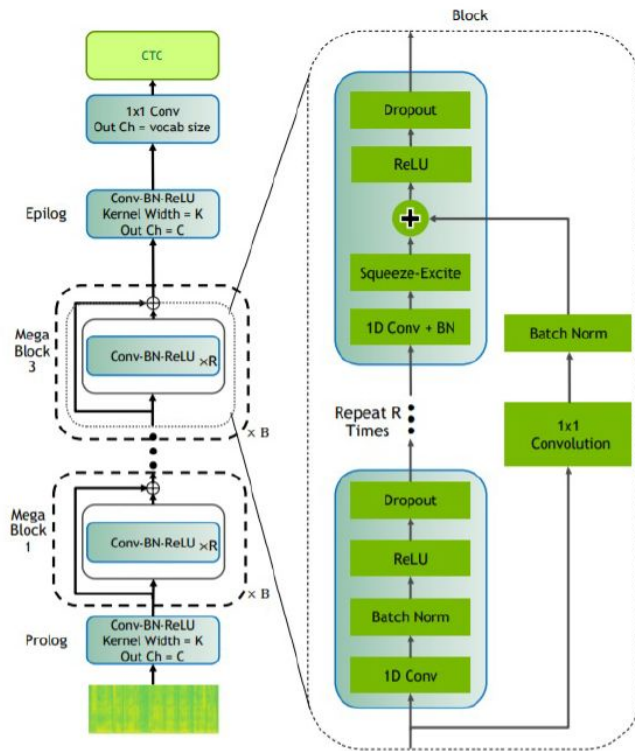 CTC
1x1 Conv
Out Ch = vocab size
Epilog
Conv-BN-ReLU
Kernel Width = K
Out Ch = C
Mega
Block
3
Conv-BN-ReLU ×R
× B
Mega
Block
1
Conv-BN-ReLU ×R
× B
Prolog
Conv-BN-ReLU
Kernel Width = K
Out Ch = C
Block
Dropout
ReLU
+
Squeeze-Excite
1D Conv + BN
Batch Norm
1x1
Convolution
Repeat R
Times
Dropout
ReLU
Batch Norm
1D Conv